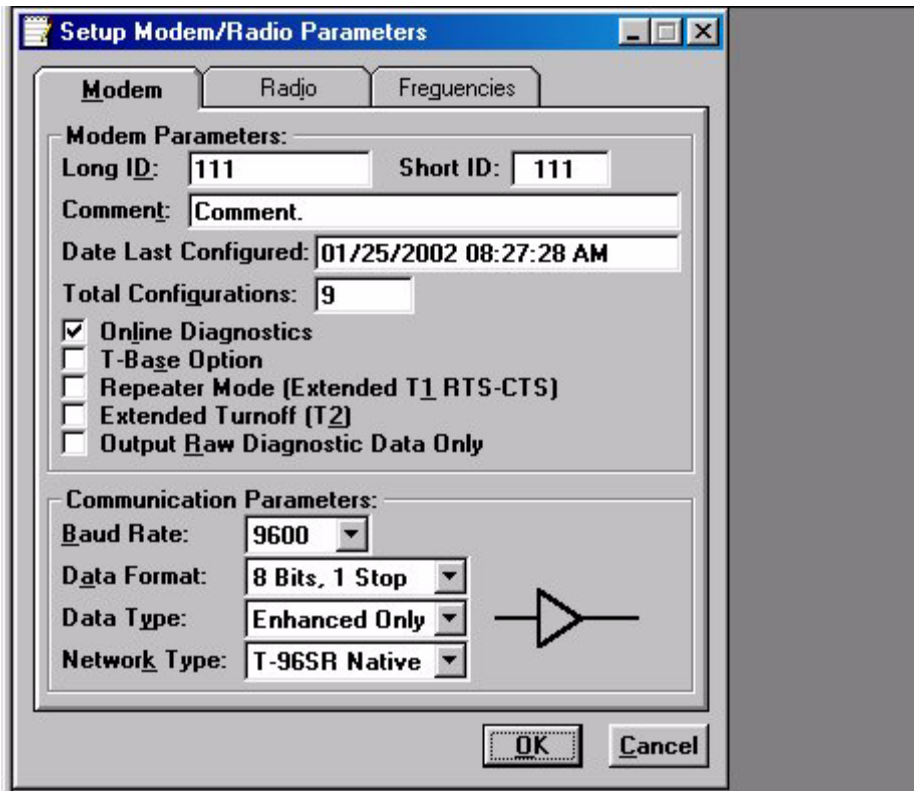 Setup Modem/Radio Parameters
Modem Radio Freguencies
Modem Parameters:
Long ID: 111 Short ID: 111
Comment: Comment.
Date Last Configured: 01/25/2002 08:27:28 AM
Total Configurations: 9
Online Diagnostics
T-Base Option
Repeater Mode (Extended T1 RTS-CTS)
Extended Turnoff (T2)
Output Raw Diagnostic Data Only
Communication Parameters:
Baud Rate: 9600
Data Format: 8 Bits, 1 Stop
Data Type: Enhanced Only
Network Type: T-96SR Native
OK Cancel